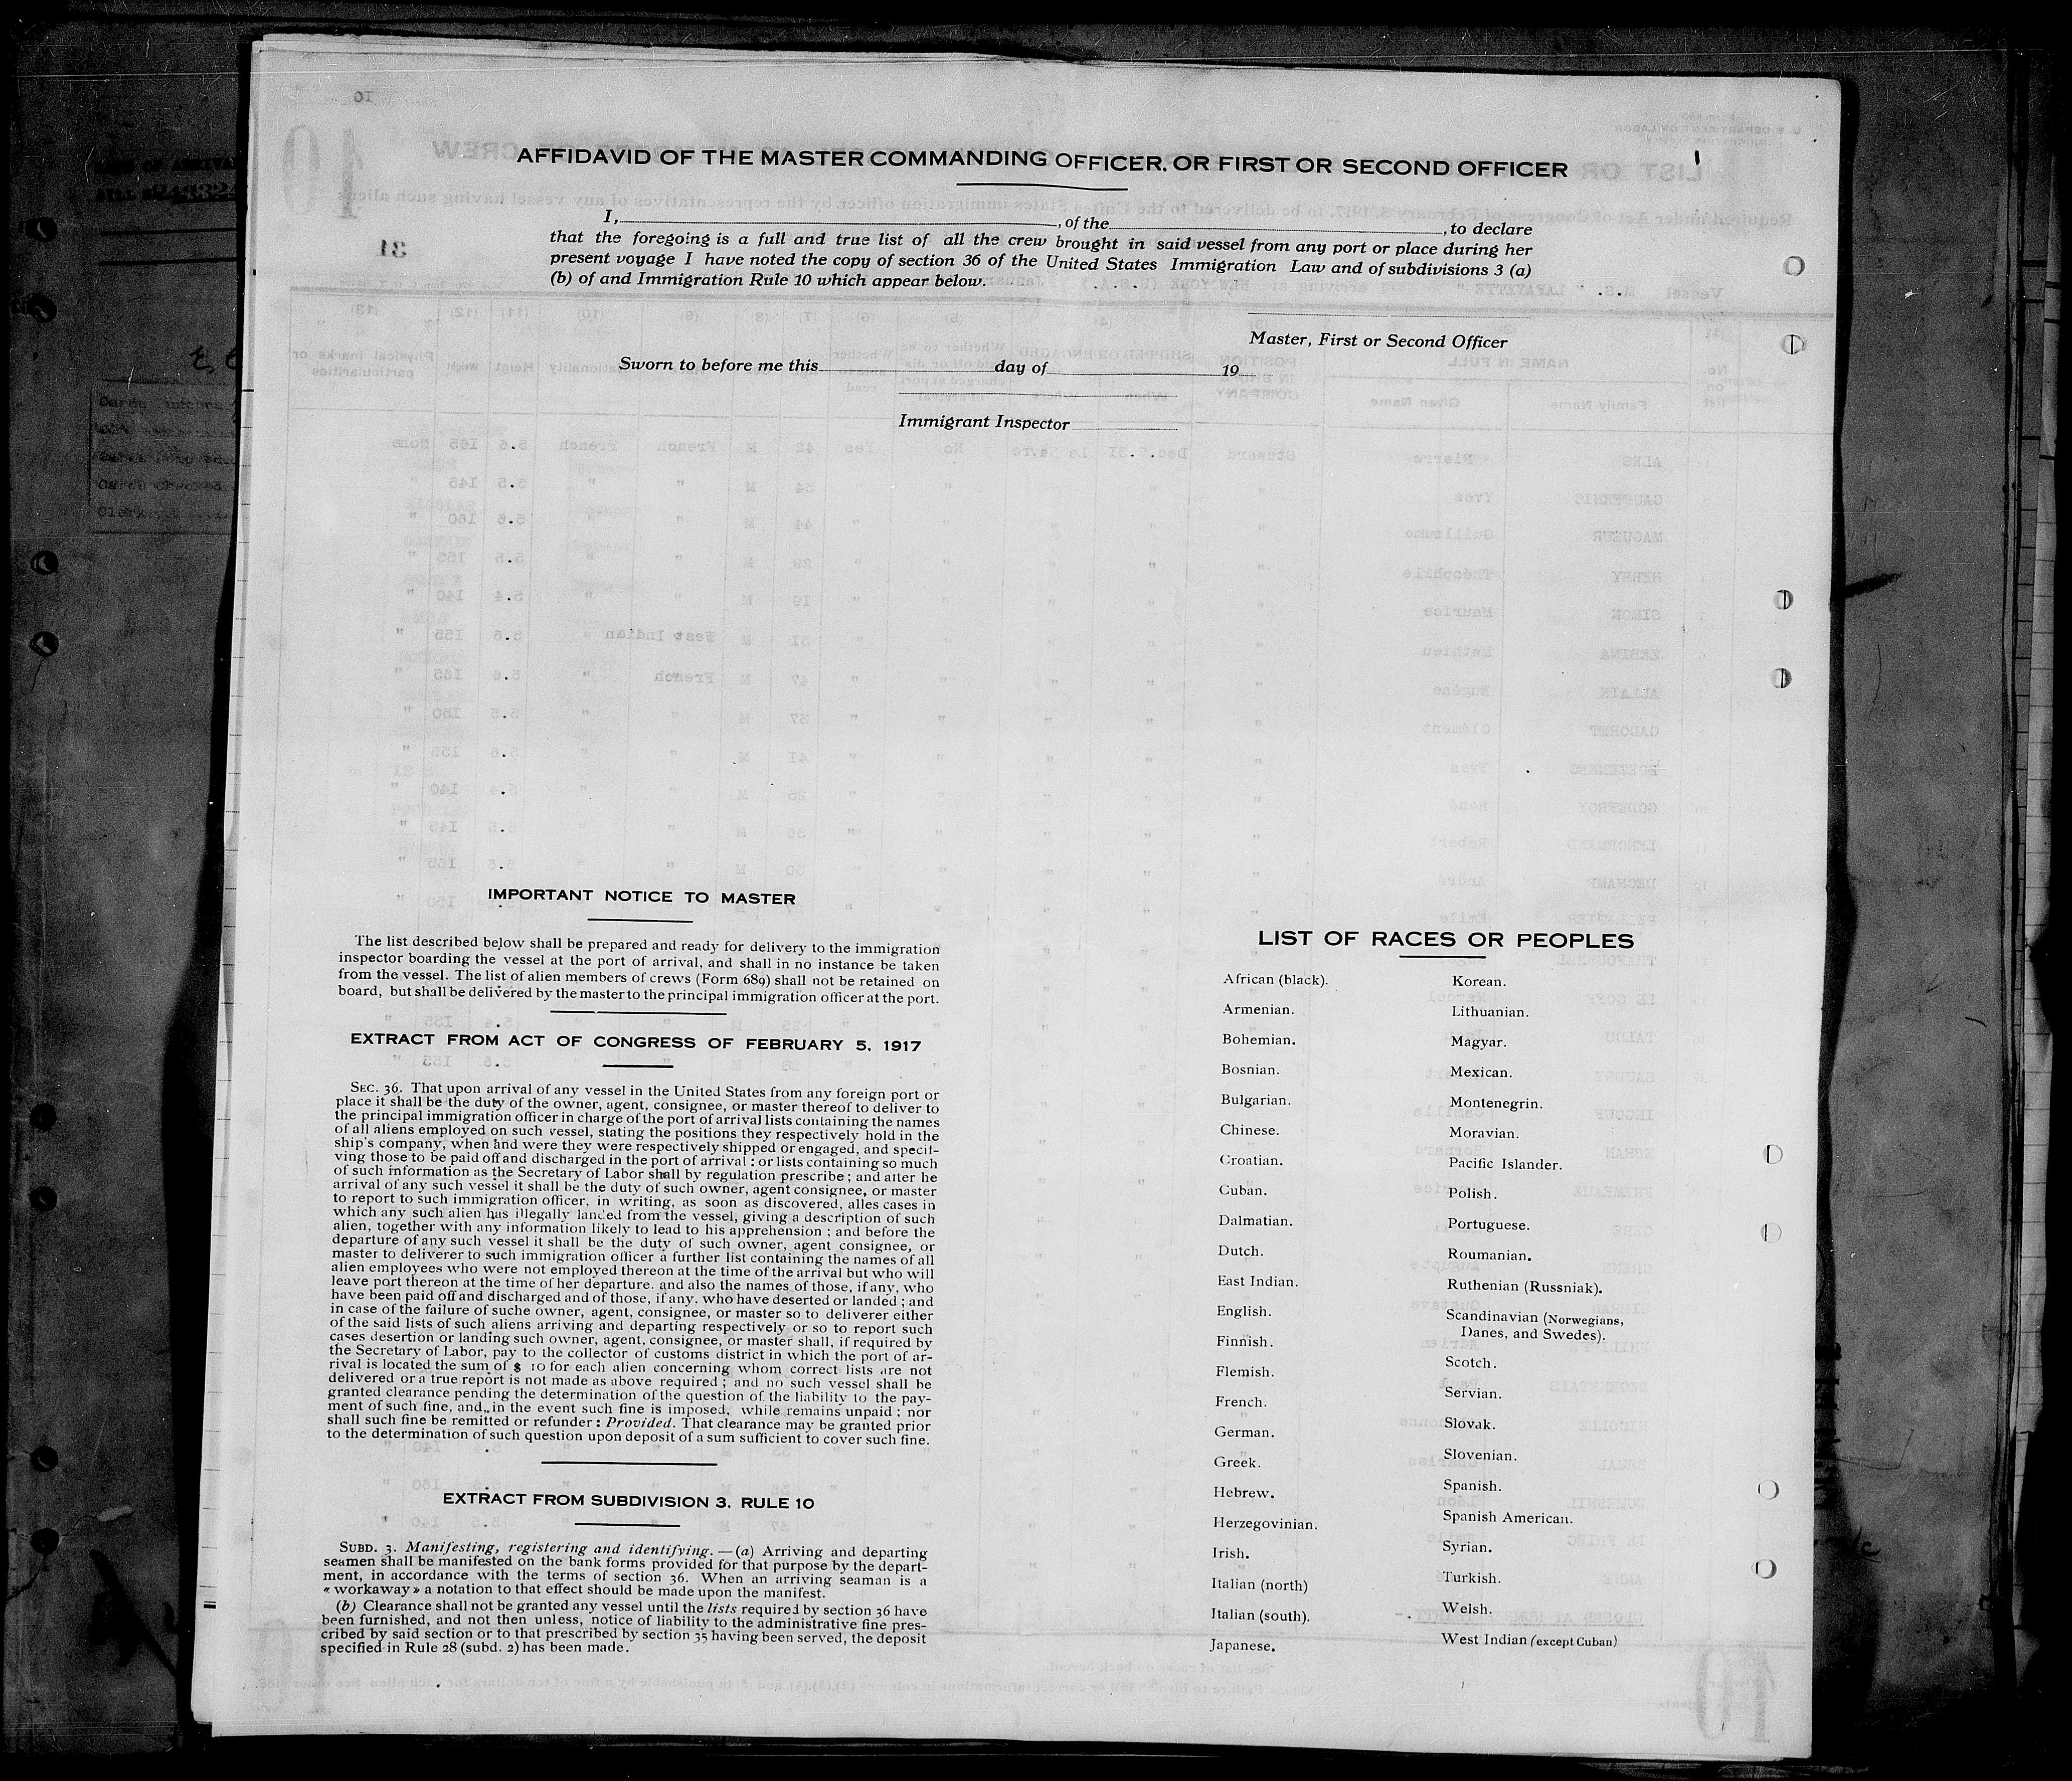 AFFIDAVID OF THE MASTER COMMANDING OFFICER. OR FIRST OR SECOND OFFICER
I, , of the , to declare
that the foregoing is a full and true list of all the crew brought in said vessel from any port or place during her
present voyage I have noted the copy of section 36 of the United States Immigration Law and of subdivisions 3 (a)
(b) of and Immigration Rule 10 which appear below.
Master, First or Second Officer
Sworn to before me this day of 19
Immigrant Inspector
IMPORTANT NOTICE TO MASTER
The list described below shall be prepared and ready for delivery to the immigration
inspector boarding the vessel at the port of arrival, and shall in no instance be taken
from the vessel. The list of alien members of crews (Form 689) shall not be retained on
board, but shall be delivered by the master to the principal immigration officer at the port.
EXTRACT FROM ACT OF CONGRESS OF FEBRUARY 5, 1917
SEC. 36. That upon arrival of any vessel in the United States from any foreign port or
place it shall be the duty of the owner, agent, consignee, or master thereof to deliver to
the principal immigration officer in charge of the port of arrival lists containing the names
of all aliens employed on such vessel, stating the positions they respectively hold in the
ship's company, when and were they were respectively shipped or engaged, and specif-
ving those to be paid off and discharged in the port of arrival : or lists containing so much
of such information as the Secretary of Labor shall by regulation prescribe ; and alter he
arrival of any such vessel it shall be the duty of such owner, agent consignee, or master
to report to such immigration officer, in writing, as soon as discovered, alles cases in
which any such alien has illegally landed from the vessel, giving a description of such
alien, together with any information likely to lead to his apprehension ; and before the
departure of any such vessel it shall be the duty of such owner, agent consignee, or
master to deliverer to such immigration officer a further list containing the names of all
alien employees who were not employed thereon at the time of the arrival but who will
leave port thereon at the time of her departure. and also the names of those, if any, who
have been paid off and discharged and of those, if any. who have deserted or landed ; and
in case of the failure of suche owner, agent, consignee, or master so to deliverer either
of the said lists of such aliens arriving and departing respectively or so to report such
cases desertion or landing such owner, agent, consignee, or master shall, if required by
the Secretary of Labor, pay to the collector of customs district in which the port of ar-
rival is located the sum of $ 10 for each alien concerning whom correct lists are not
delivered or a true report is not made as above required ; and no such vessel shall be
granted clearance pending the determination of the question of the liability to the pay-
ment of such fine, and,, in the event such fine is imposed, while remains unpaid ; nor
shall such fine be remitted or refunder : Provided. That clearance may be granted prior
to the determination of such question upon deposit of a sum sufficient to cover such fine.
EXTRACT FROM SUBDIVISION 3. RULE 10
SUBD. 3. Manifesting, registering and identifying. — (a) Arriving and departing
seamen shall be manifested on the bank forms provided for that purpose by the depart-
ment, in accordance with the terms of section 36. When an arriving seaman is a
« workaway » a notation to that effect should be made upon the manifest.
(b) Clearance shall not be granted any vessel until the lists required by section 36 have
been furnished, and not then unless, notice of liability to the administrative fine pres-
cribed by said section or to that prescribed by section 35 having been served, the deposit
specified in Rule 28 (subd. 2) has been made.
LIST OF RACES OR PEOPLES
African (black).
Armenian.
Bohemian.
Bosnian.
Bulgarian.
Chinese.
Croatian.
Cuban.
Dalmatian.
Dutch.
East Indian.
English.
Finnish.
Flemish.
French.
German.
Greek.
Hebrew.
Herzegovinian.
Irish.
Italian (north)
Italian (south).
Japanese.
Korean.
Lithuanian.
Magyar.
Mexican.
Montenegrin.
Moravian.
Pacific Islander.
Polish.
Portuguese.
Roumanian.
Ruthenian (Russniak).
Scandinavian (Norwegians,
Danes, and Swedes).
Scotch.
Servian.
Slovak.
Slovenian.
Spanish.
Spanish American.
Syrian.
Turkish.
Welsh.
West Indian (except Cuban)